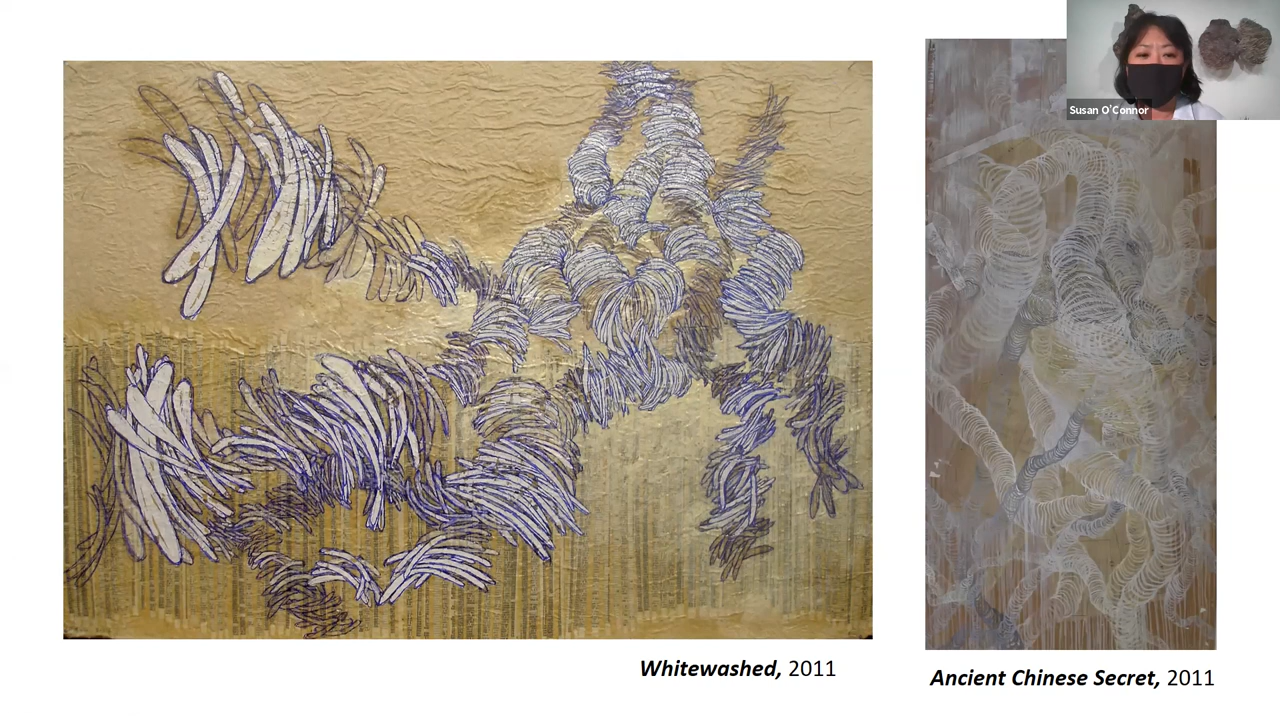 Susan O'Connor
Whitewashed, 2011
Ancient Chinese Secret, 2011